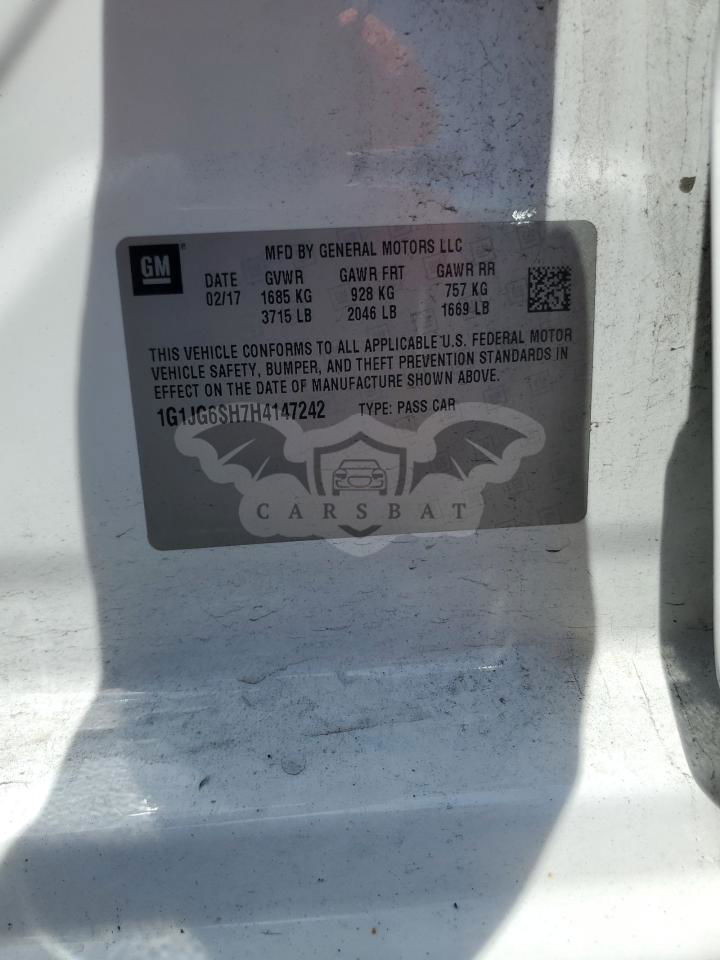 GM
MFD BY GENERAL MOTORS LLC
DATE GVWR GAWR FRT GAWR RR
02/17 1685 KG 928 KG 757 KG
3715 LB 2046 LB 1669 LB
THIS VEHICLE CONFORMS TO ALL APPLICABLE U.S. FEDERAL MOTOR
VEHICLE SAFETY, BUMPER, AND THEFT PREVENTION STANDARDS IN
EFFECT ON THE DATE OF MANUFACTURE SHOWN ABOVE.
1G1JG6SH7H4147242 TYPE: PASS CAR
CARSBAT